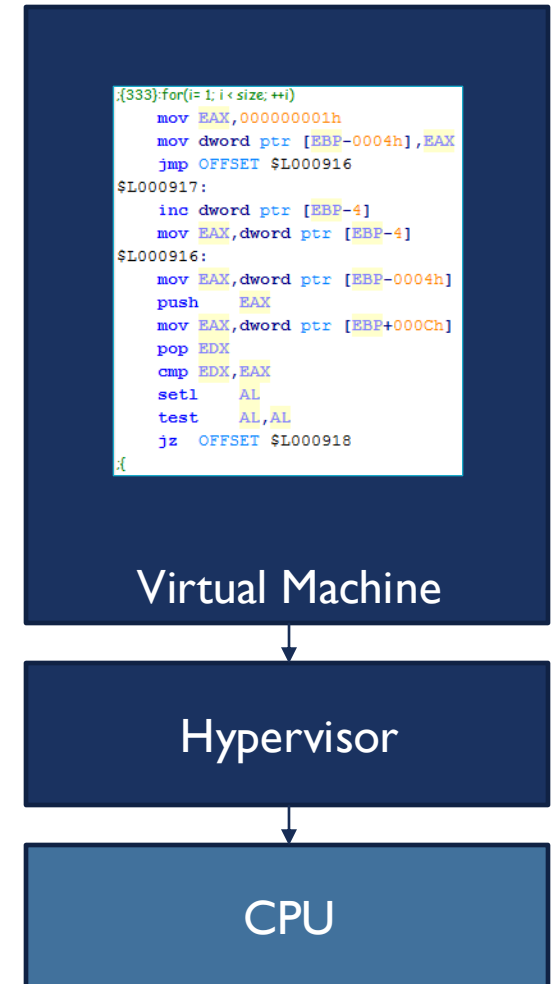 ;{333}:for(i= 1; i < size; ++i)
mov EAX,000000001h
mov dword ptr [EBP-0004h],EAX
jmp OFFSET $L000916
$L000917:
inc dword ptr [EBP-4]
mov EAX,dword ptr [EBP-4]
$L000916:
mov EAX,dword ptr [EBP-0004h]
push EAX
mov EAX,dword ptr [EBP+000Ch]
pop EDX
cmp EDX,EAX
setl AL
test AL,AL
jz OFFSET $L000918
;{
Virtual Machine
Hypervisor
CPU